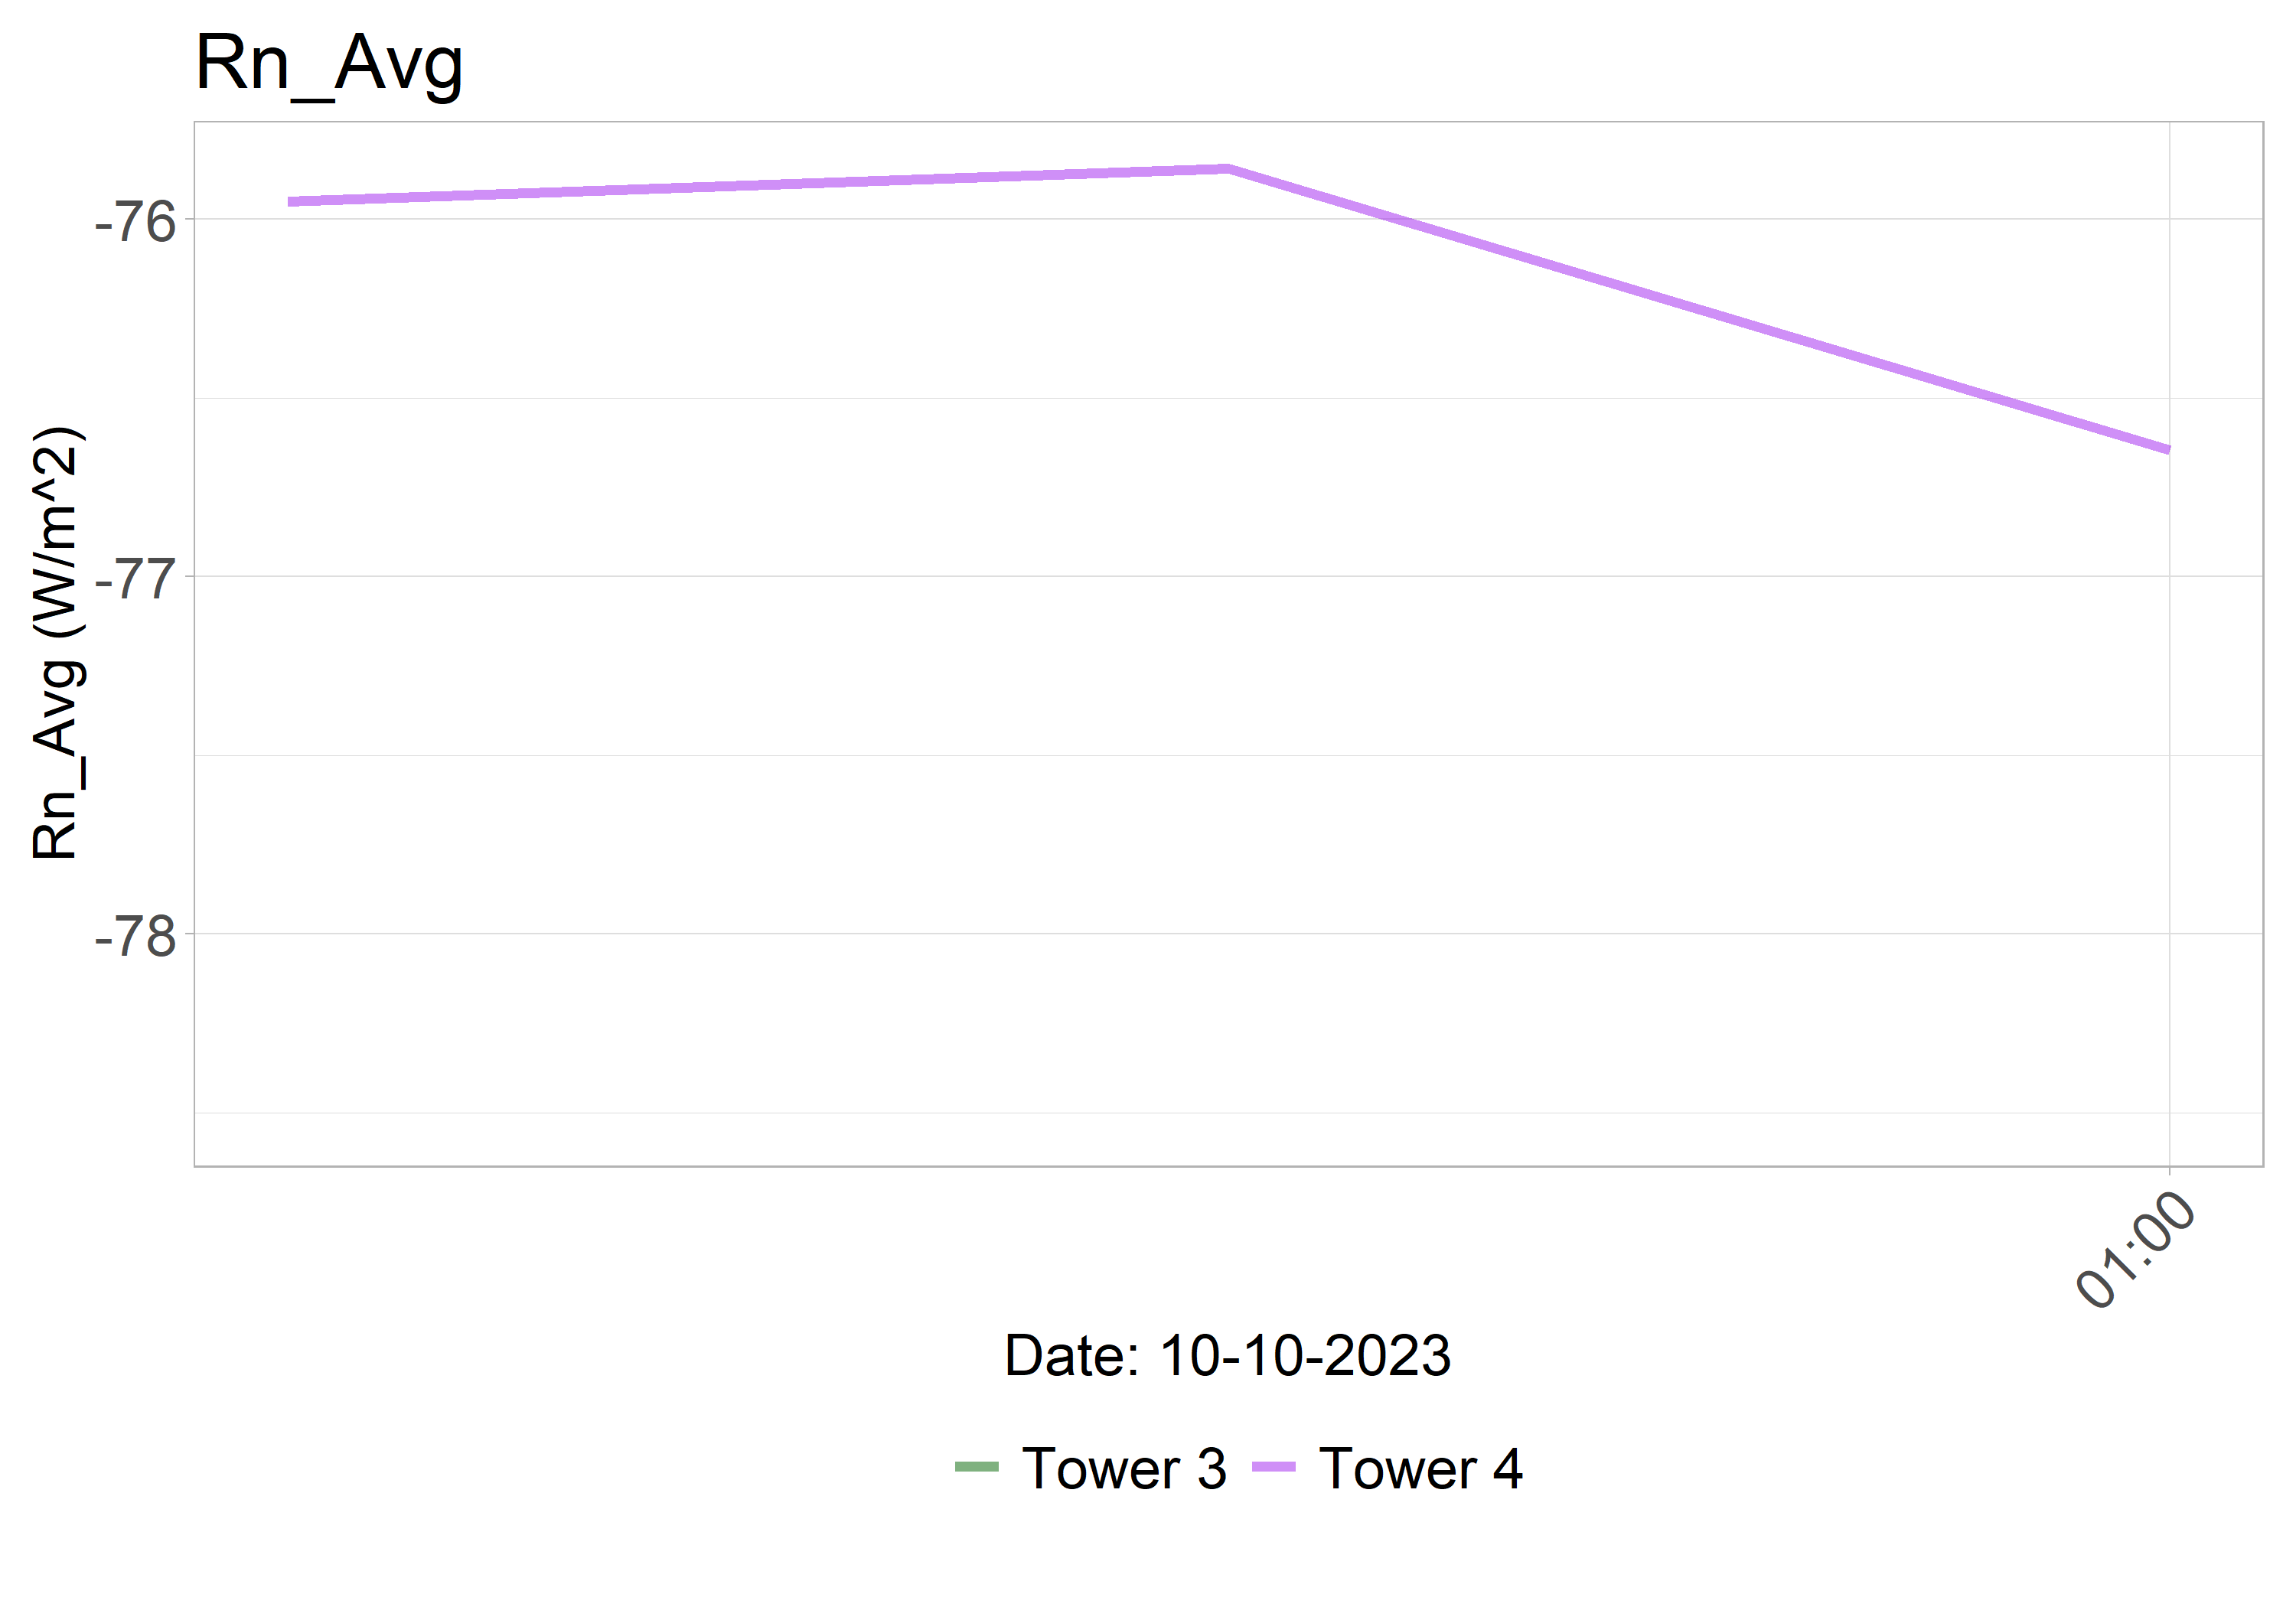 Rn_Avg
Rn_Avg (W/m^2)
-76
-77
-78
01:00
Date: 10-10-2023
Tower 3 Tower 4